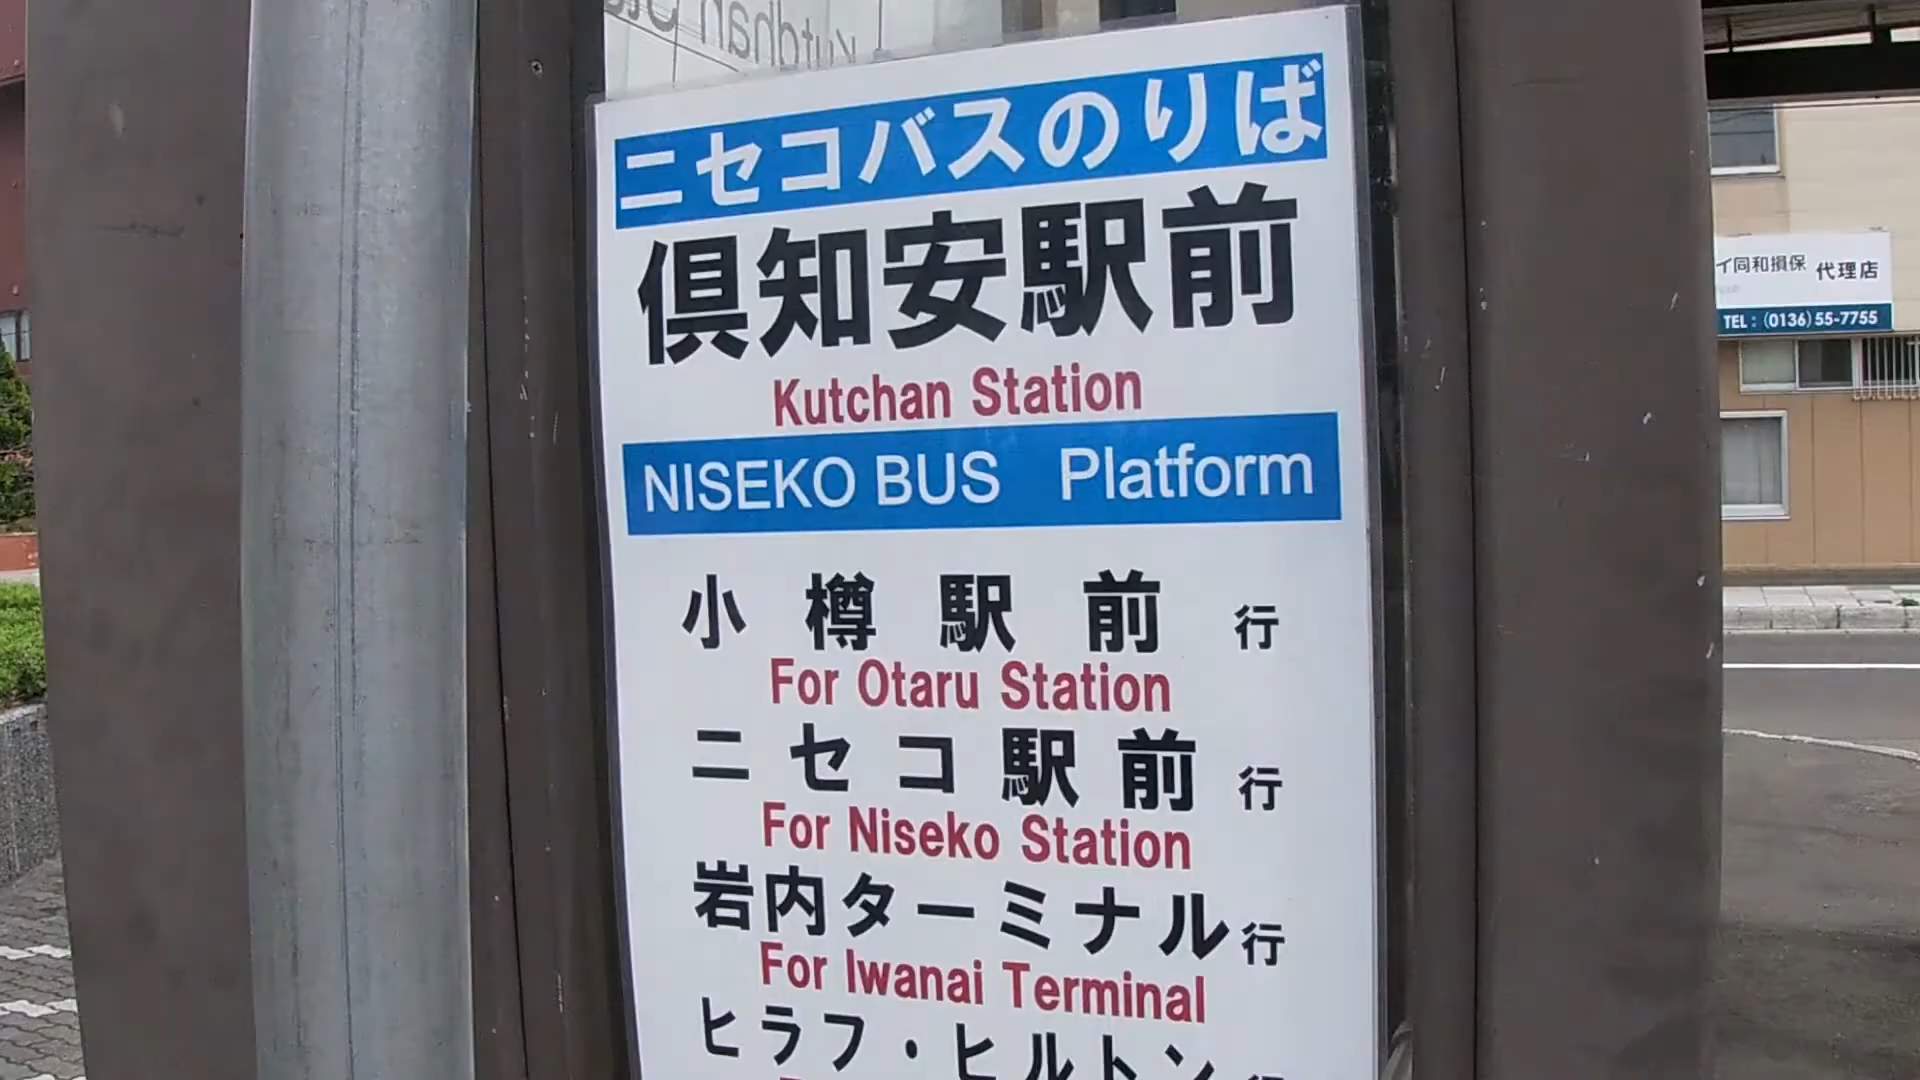 ニセコバスのりば
倶知安駅前
Kutchan Station
NISEKO BUS Platform
小樽駅前 行
For Otaru Station
ニセコ駅前 行
For Niseko Station
岩内ターミナル行
For Iwanai Terminal
ヒラフ・ヒルトン行
Kutchan
イ同和損保 代理店
TEL：(0136)55-7755